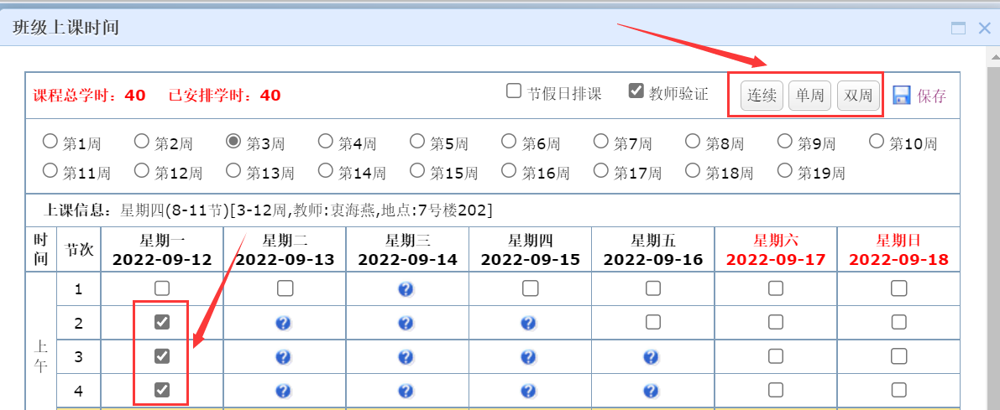 班级上课时间
课程总学时：40 已安排学时：40 节假日排课 教师验证 连续 单周 双周 保存
第1周 第2周 第3周 第4周 第5周 第6周 第7周 第8周 第9周 第10周
第11周 第12周 第13周 第14周 第15周 第16周 第17周 第18周 第19周
上课信息：星期四(8-11节)[3-12周,教师:衷海燕,地点:7号楼202]
时间 节次 星期一 星期二 星期三 星期四 星期五 星期六 星期日
2022-09-12 2022-09-13 2022-09-14 2022-09-15 2022-09-16 2022-09-17 2022-09-18
上午
1
2
3
4